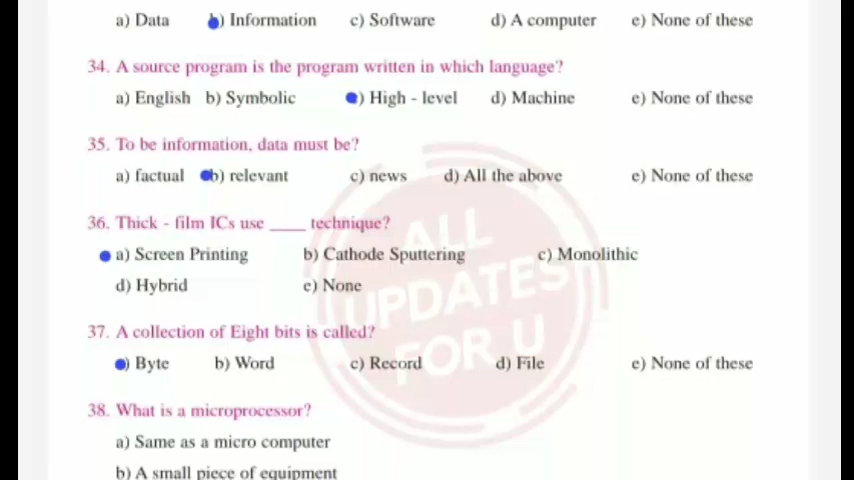 a) Data b) Information c) Software d) A computer e) None of these
34. A source program is the program written in which language?
a) English b) Symbolic c) High - level d) Machine e) None of these
35. To be information, data must be?
a) factual b) relevant c) news d) All the above e) None of these
36. Thick - film ICs use ____ technique?
a) Screen Printing b) Cathode Sputtering c) Monolithic
d) Hybrid e) None
37. A collection of Eight bits is called?
a) Byte b) Word c) Record d) File e) None of these
38. What is a microprocessor?
a) Same as a micro computer
b) A small piece of equipment
ALL
UPDATES
FOR U